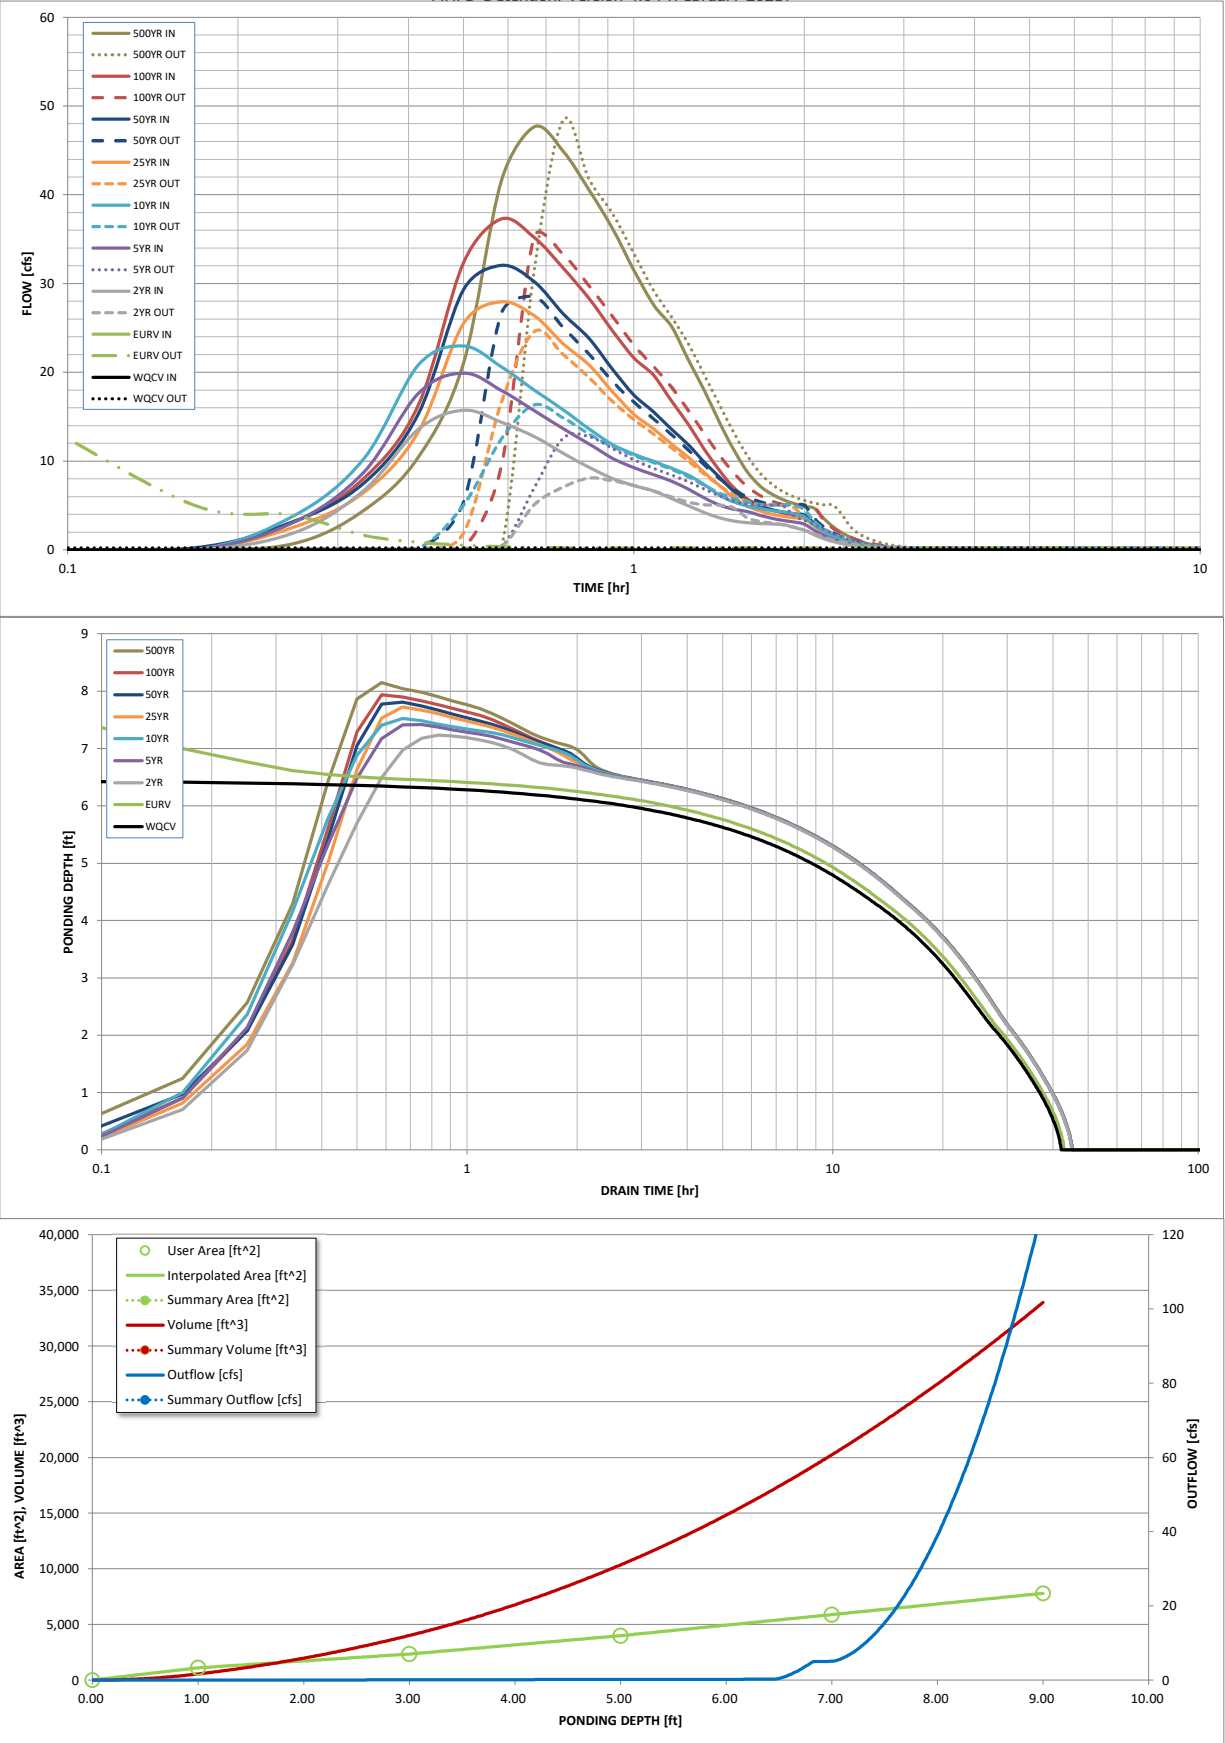 60
50
40
30
20
10
0
FLOW [cfs]
500YR IN
500YR OUT
100YR IN
100YR OUT
50YR IN
50YR OUT
25YR IN
25YR OUT
10YR IN
10YR OUT
5YR IN
5YR OUT
2YR IN
2YR OUT
EURV IN
EURV OUT
WQCV IN
WQCV OUT
0.1 1 10
TIME [hr]
9
8
7
6
5
4
3
2
1
0
PONDING DEPTH [ft]
500YR
100YR
50YR
25YR
10YR
5YR
2YR
EURV
WQCV
0.1 1 10 100
DRAIN TIME [hr]
40,000
35,000
30,000
25,000
20,000
15,000
10,000
5,000
0
AREA [ft^2], VOLUME [ft^3]
User Area [ft^2]
Interpolated Area [ft^2]
Summary Area [ft^2]
Volume [ft^3]
Summary Volume [ft^3]
Outflow [cfs]
Summary Outflow [cfs]
120
100
80
60
40
20
0
OUTFLOW [cfs]
0.00 1.00 2.00 3.00 4.00 5.00 6.00 7.00 8.00 9.00 10.00
PONDING DEPTH [ft]